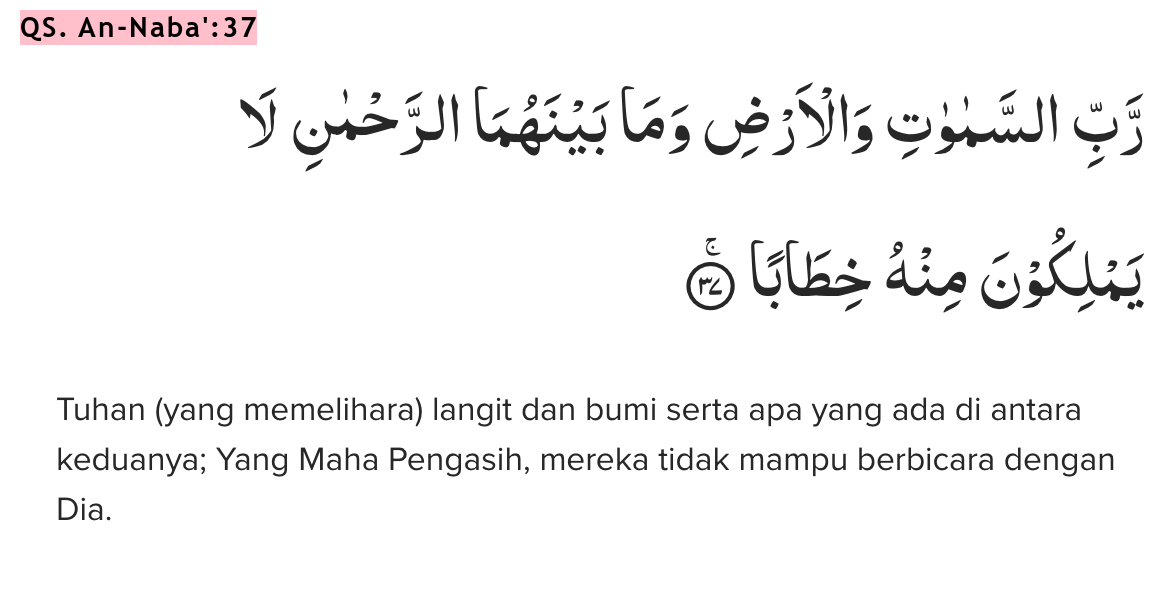 QS. An-Naba':37
رَّبِّ السَّمٰوٰتِ وَالْاَرْضِ وَمَا بَيْنَهُمَا الرَّحْمٰنِ لَا
يَمْلِكُوْنَ مِنْهُ خِطَابًاۚ ٣٧
Tuhan (yang memelihara) langit dan bumi serta apa yang ada di antara
keduanya; Yang Maha Pengasih, mereka tidak mampu berbicara dengan
Dia.